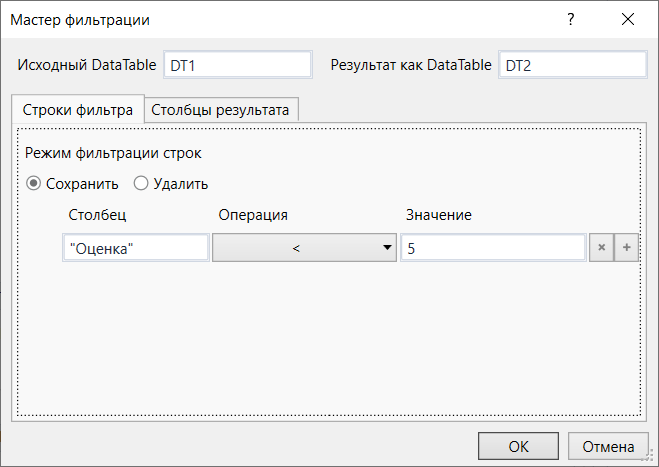 Мастер фильтрации ?
Исходный DataTable DT1 Результат как DataTable DT2
Строки фильтра Столбцы результата
Режим фильтрации строк
Сохранить Удалить
Столбец Операция Значение
"Оценка" < 5 × +
ОК Отмена